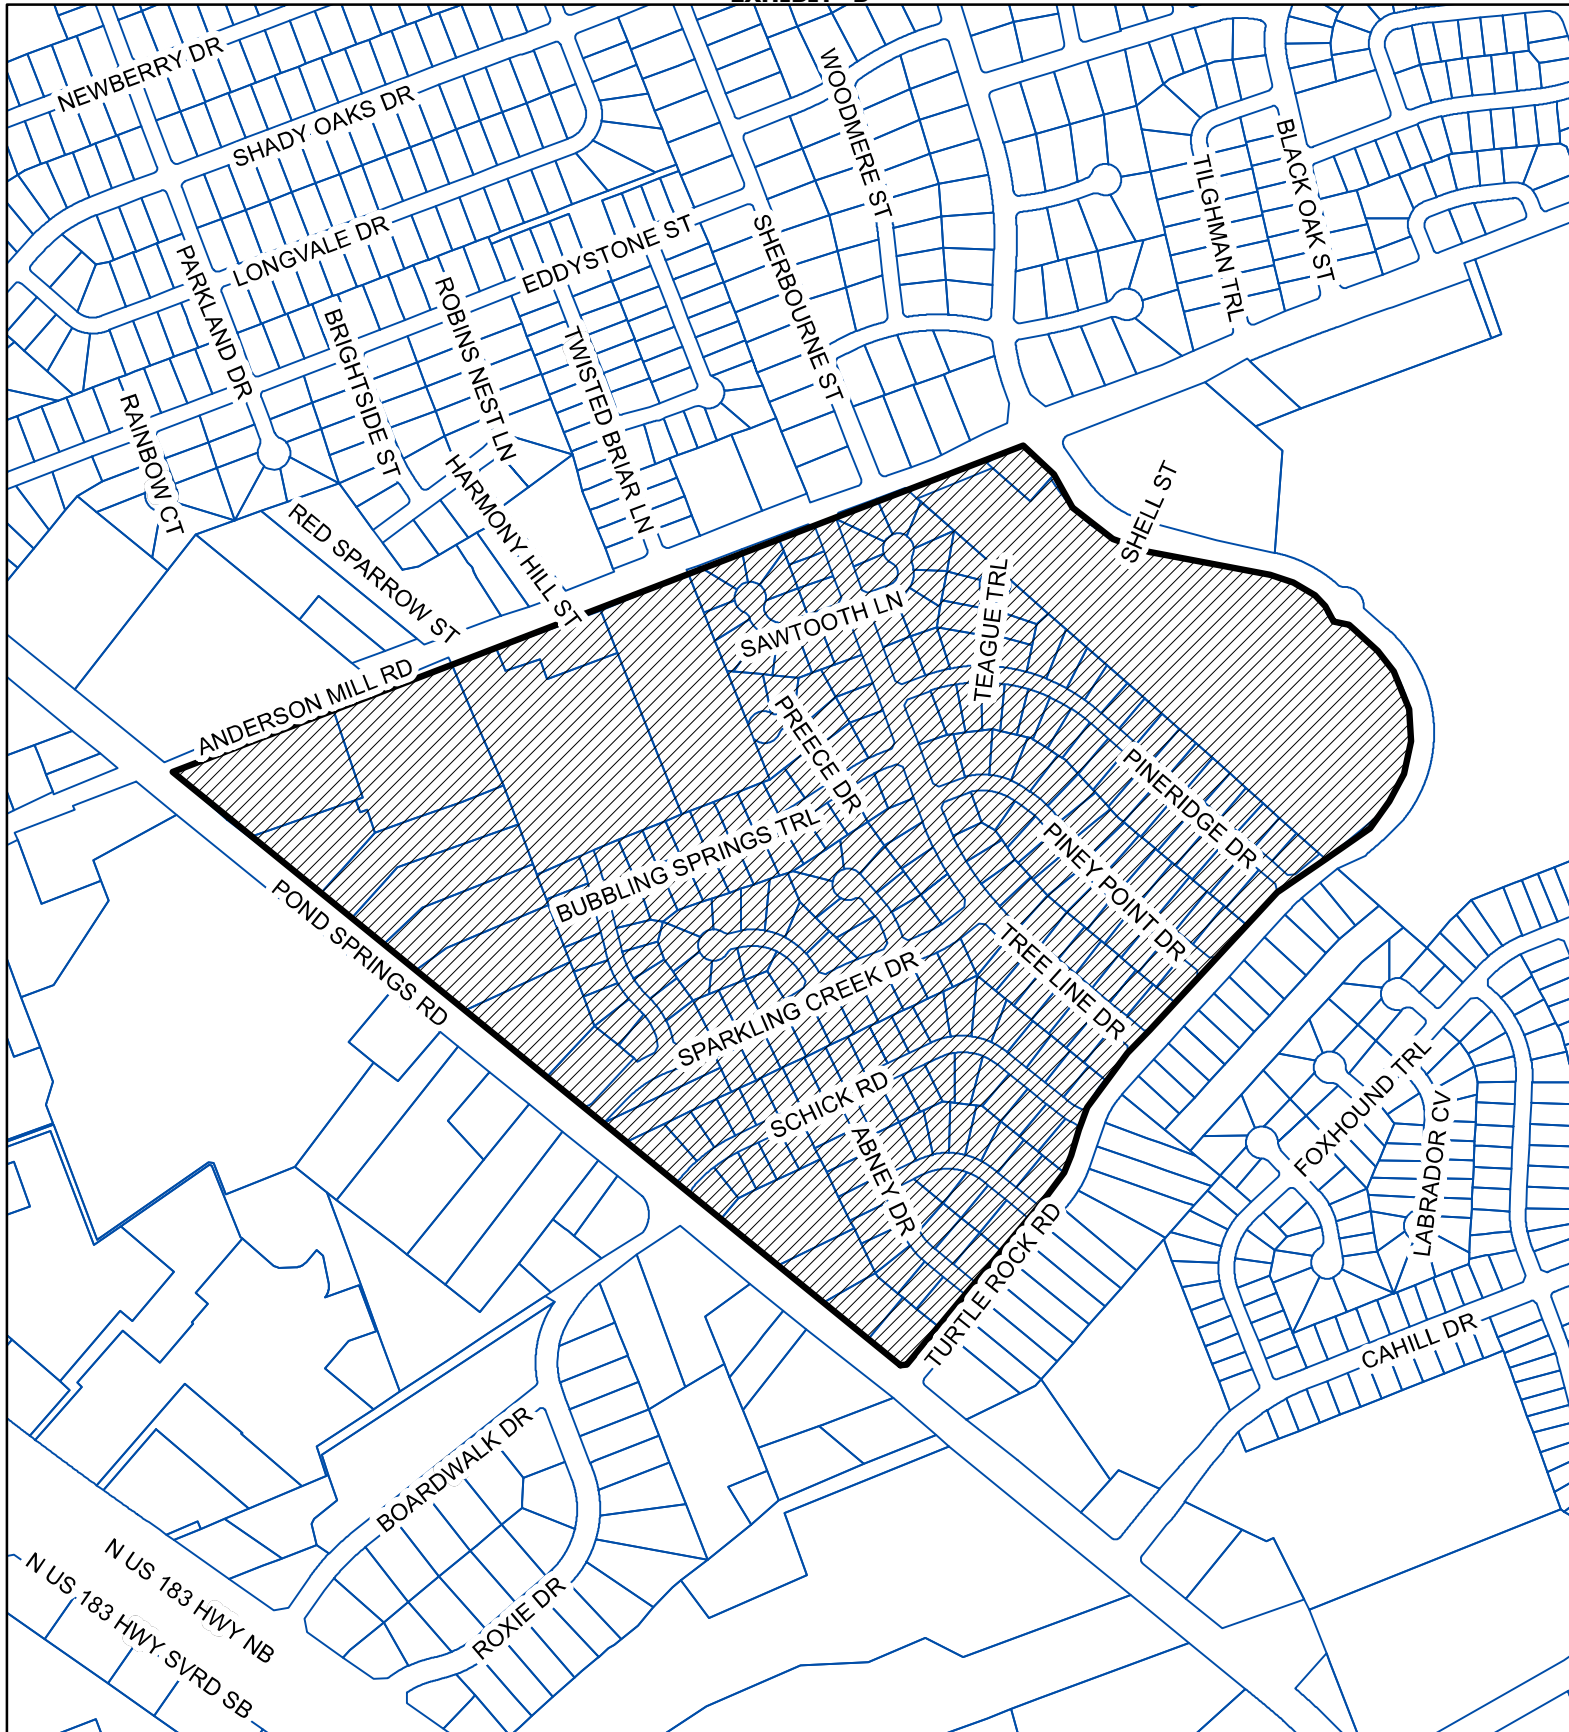 NEWBERRY DR
SHADY OAKS DR
WOODMERE ST
BLACK OAK ST
TILGHMAN TRL
LONGVALE DR
PARKLAND DR
EDDYSTONE ST
SHERBOURNE ST
ROBINS NEST LN
BRIGHTSIDE ST
TWISTED BRIAR LN
RAINBOW CT
HARMONY HILL ST
RED SPARROW ST
SHELL ST
TEAGUE TRL
SAWTOOTH LN
ANDERSON MILL RD
PREECE DR
PINERIDGE DR
BUBBLING SPRINGS TRL
PINEY POINT DR
POND SPRINGS RD
TREE LINE DR
SPARKLING CREEK DR
SCHICK RD
FOXHOUND TRL
LABRADOR CV
ABNEY DR
TURTLE ROCK RD
CAHILL DR
BOARDWALK DR
ROXIE DR
N US 183 HWY NB
N US 183 HWY SVRD SB